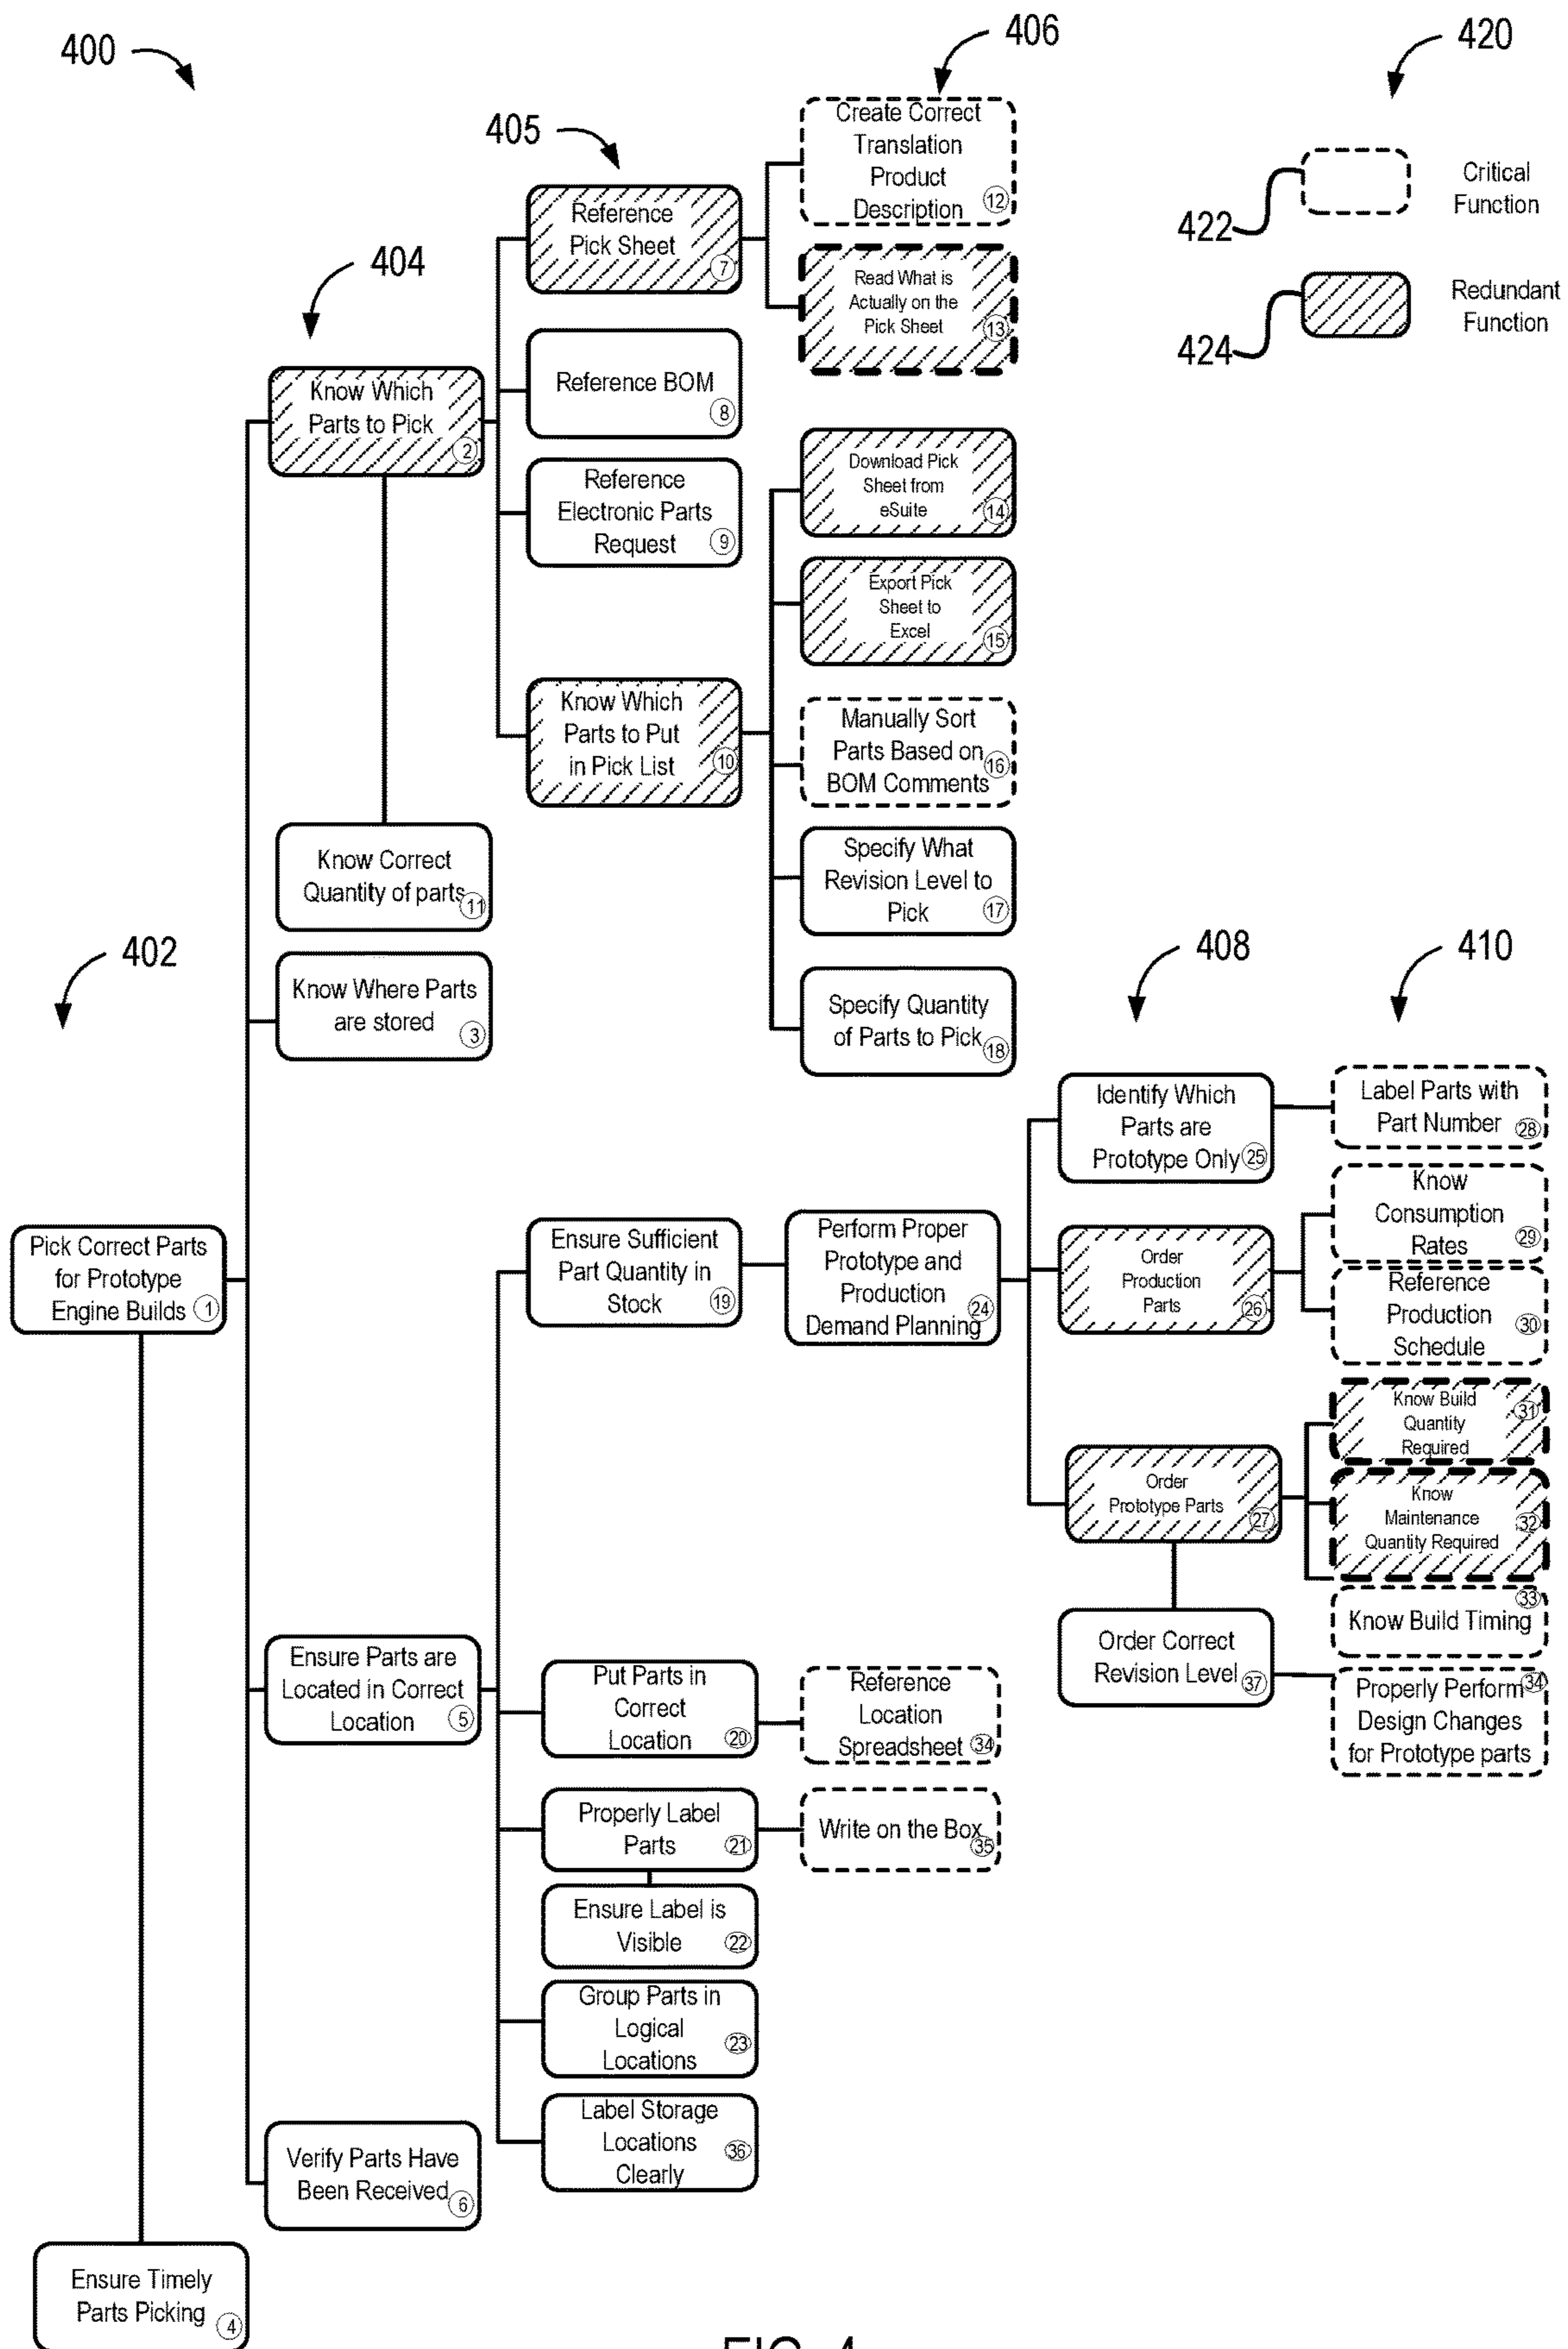 400
406
420
405
Create Correct
Translation
Product
Description 12
Critical
Function
422
Reference
Pick Sheet
7
404
Read What is
Actually on the
Pick Sheet 13
Redundant
Function
424
Know Which
Parts to Pick
2
Reference BOM
8
Reference
Electronic Parts
Request 9
Download Pick
Sheet from
eSuite 14
Export Pick
Sheet to
Excel 15
Know Which
Parts to Put
in Pick List 10
Manually Sort
Parts Based on
BOM Comments 16
Know Correct
Quantity of parts
11
Specify What
Revision Level to
Pick 17
402
Know Where Parts
are stored 3
Specify Quantity
of Parts to Pick 18
408
410
Identify Which
Parts are
Prototype Only 25
Label Parts with
Part Number 28
Know
Consumption
Rates 29
Pick Correct Parts
for Prototype
Engine Builds 1
Ensure Sufficient
Part Quantity in
Stock 19
Perform Proper
Prototype and
Production 24
Demand Planning
Order
Production
Parts 26
Reference
Production
Schedule 30
Know Build 31
Quantity
Required
Order
Prototype Parts
27
Know
Maintenance 32
Quantity Required
33
Know Build Timing
Order Correct
Revision Level 37
Properly Perform 34
Design Changes
for Prototype parts
Ensure Parts are
Located in Correct
Location 5
Put Parts in
Correct
Location 20
Reference
Location
Spreadsheet 34
Properly Label
Parts 21
Write on the Box
35
Ensure Label is
Visible 22
Group Parts in
Logical
Locations 23
Label Storage
Locations
Clearly 36
Verify Parts Have
Been Received 6
Ensure Timely
Parts Picking 4
FIG. 4